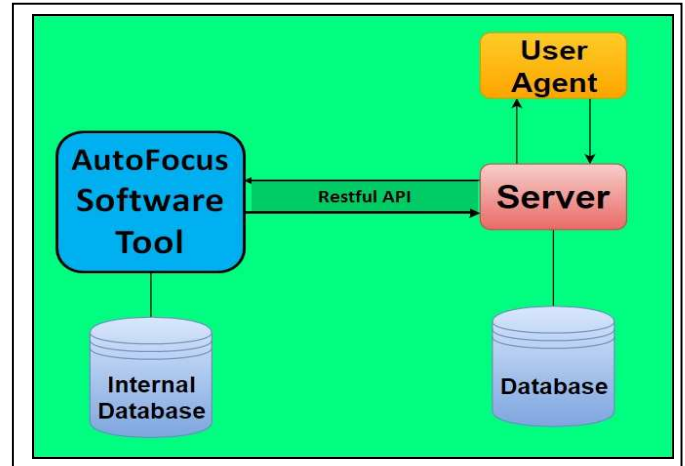 User
Agent
AutoFocus
Software
Tool
Restful API
Server
Internal
Database
Database